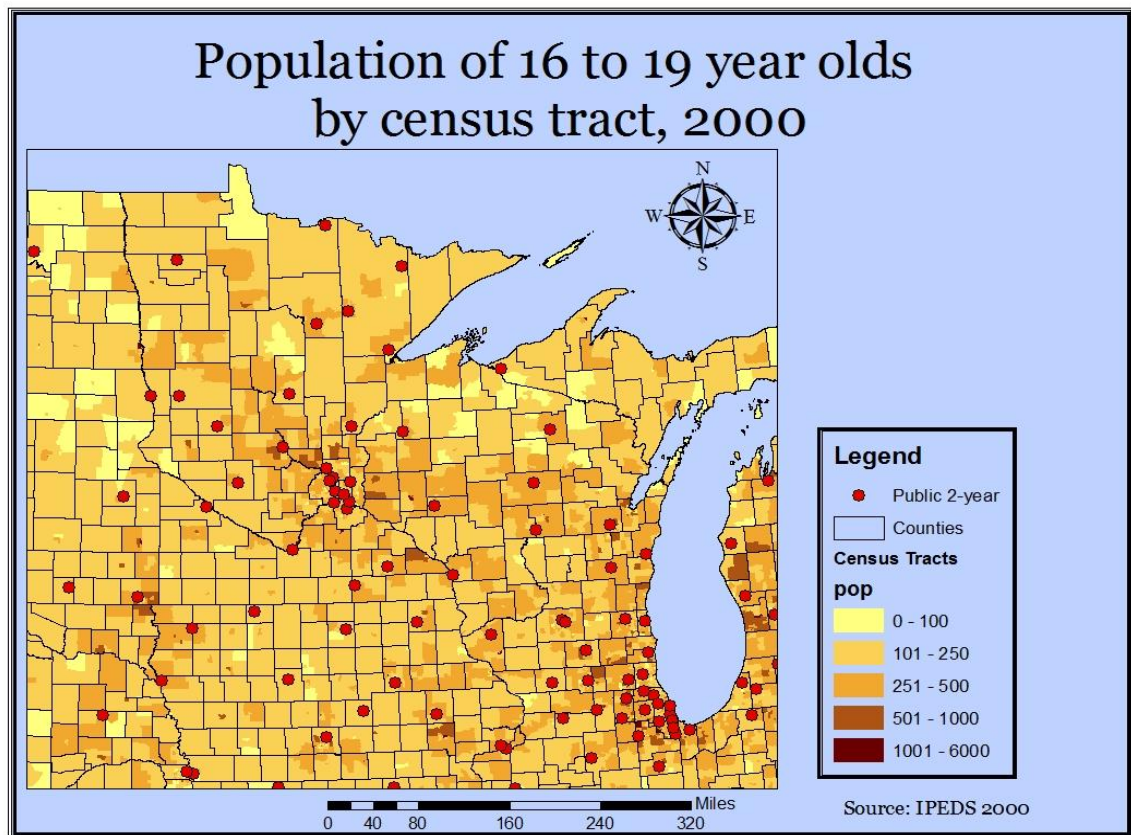 Population of 16 to 19 year olds
by census tract, 2000
N
W E
S
Legend
Public 2-year
Counties
Census Tracts
pop
0 - 100
101 - 250
251 - 500
501 - 1000
1001 - 6000
Miles
0 40 80 160 240 320
Source: IPEDS 2000